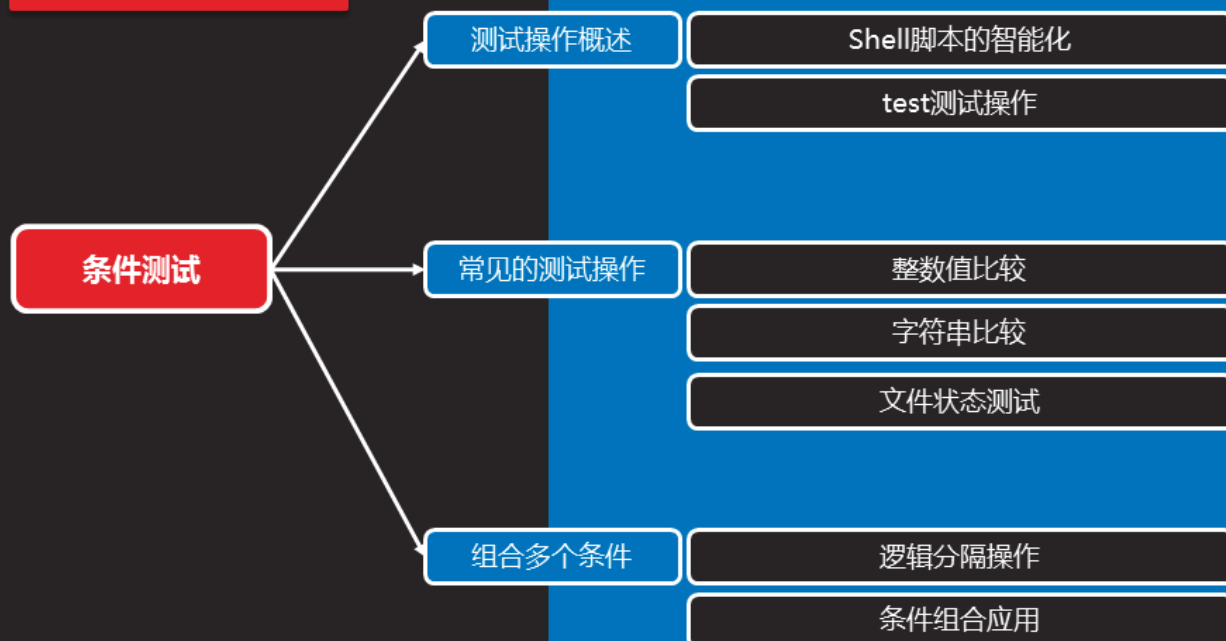 测试操作概述
Shell脚本的智能化
test测试操作
条件测试
常见的测试操作
整数值比较
字符串比较
文件状态测试
组合多个条件
逻辑分隔操作
条件组合应用